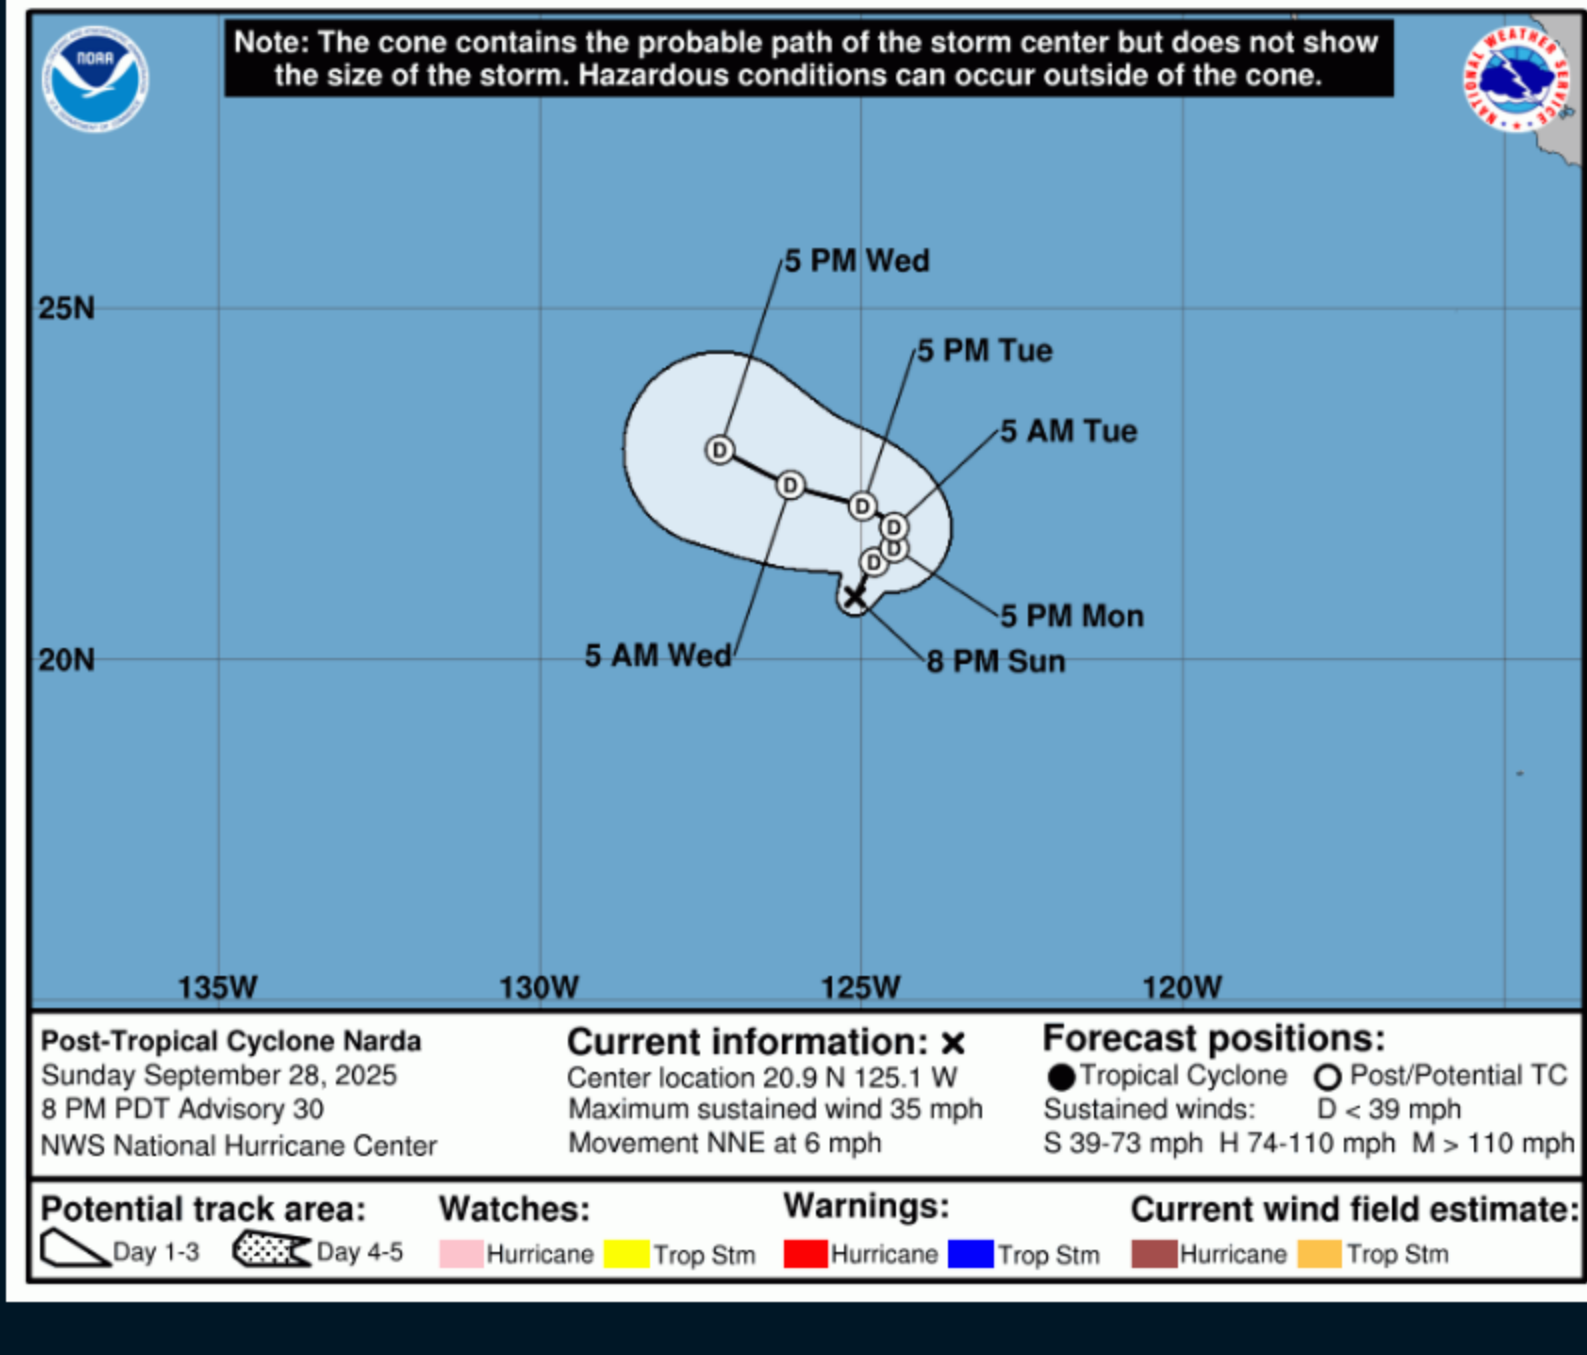 Note: The cone contains the probable path of the storm center but does not show
the size of the storm. Hazardous conditions can occur outside of the cone.
NOAA
NATIONAL WEATHER SERVICE
5 PM Wed
25N
5 PM Tue
5 AM Tue
D
D
D
D
D
D
5 PM Mon
5 AM Wed
20N
8 PM Sun
135W
130W
125W
120W
Post-Tropical Cyclone Narda
Sunday September 28, 2025
8 PM PDT Advisory 30
NWS National Hurricane Center
Current information: x
Center location 20.9 N 125.1 W
Maximum sustained wind 35 mph
Movement NNE at 6 mph
Forecast positions:
Tropical Cyclone Post/Potential TC
Sustained winds: D < 39 mph
S 39-73 mph H 74-110 mph M > 110 mph
Potential track area:
Day 1-3 Day 4-5
Watches:
Hurricane Trop Stm
Warnings:
Hurricane Trop Stm
Current wind field estimate:
Hurricane Trop Stm